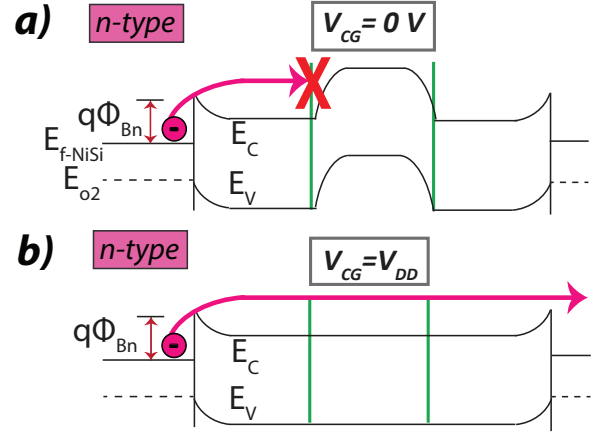 a)
n-type
V_CG = 0 V
qΦ_Bn
-
E_f-NiSi
E_C
E_o2
E_V
b)
n-type
V_CG=V_DD
qΦ_Bn
-
E_C
E_V